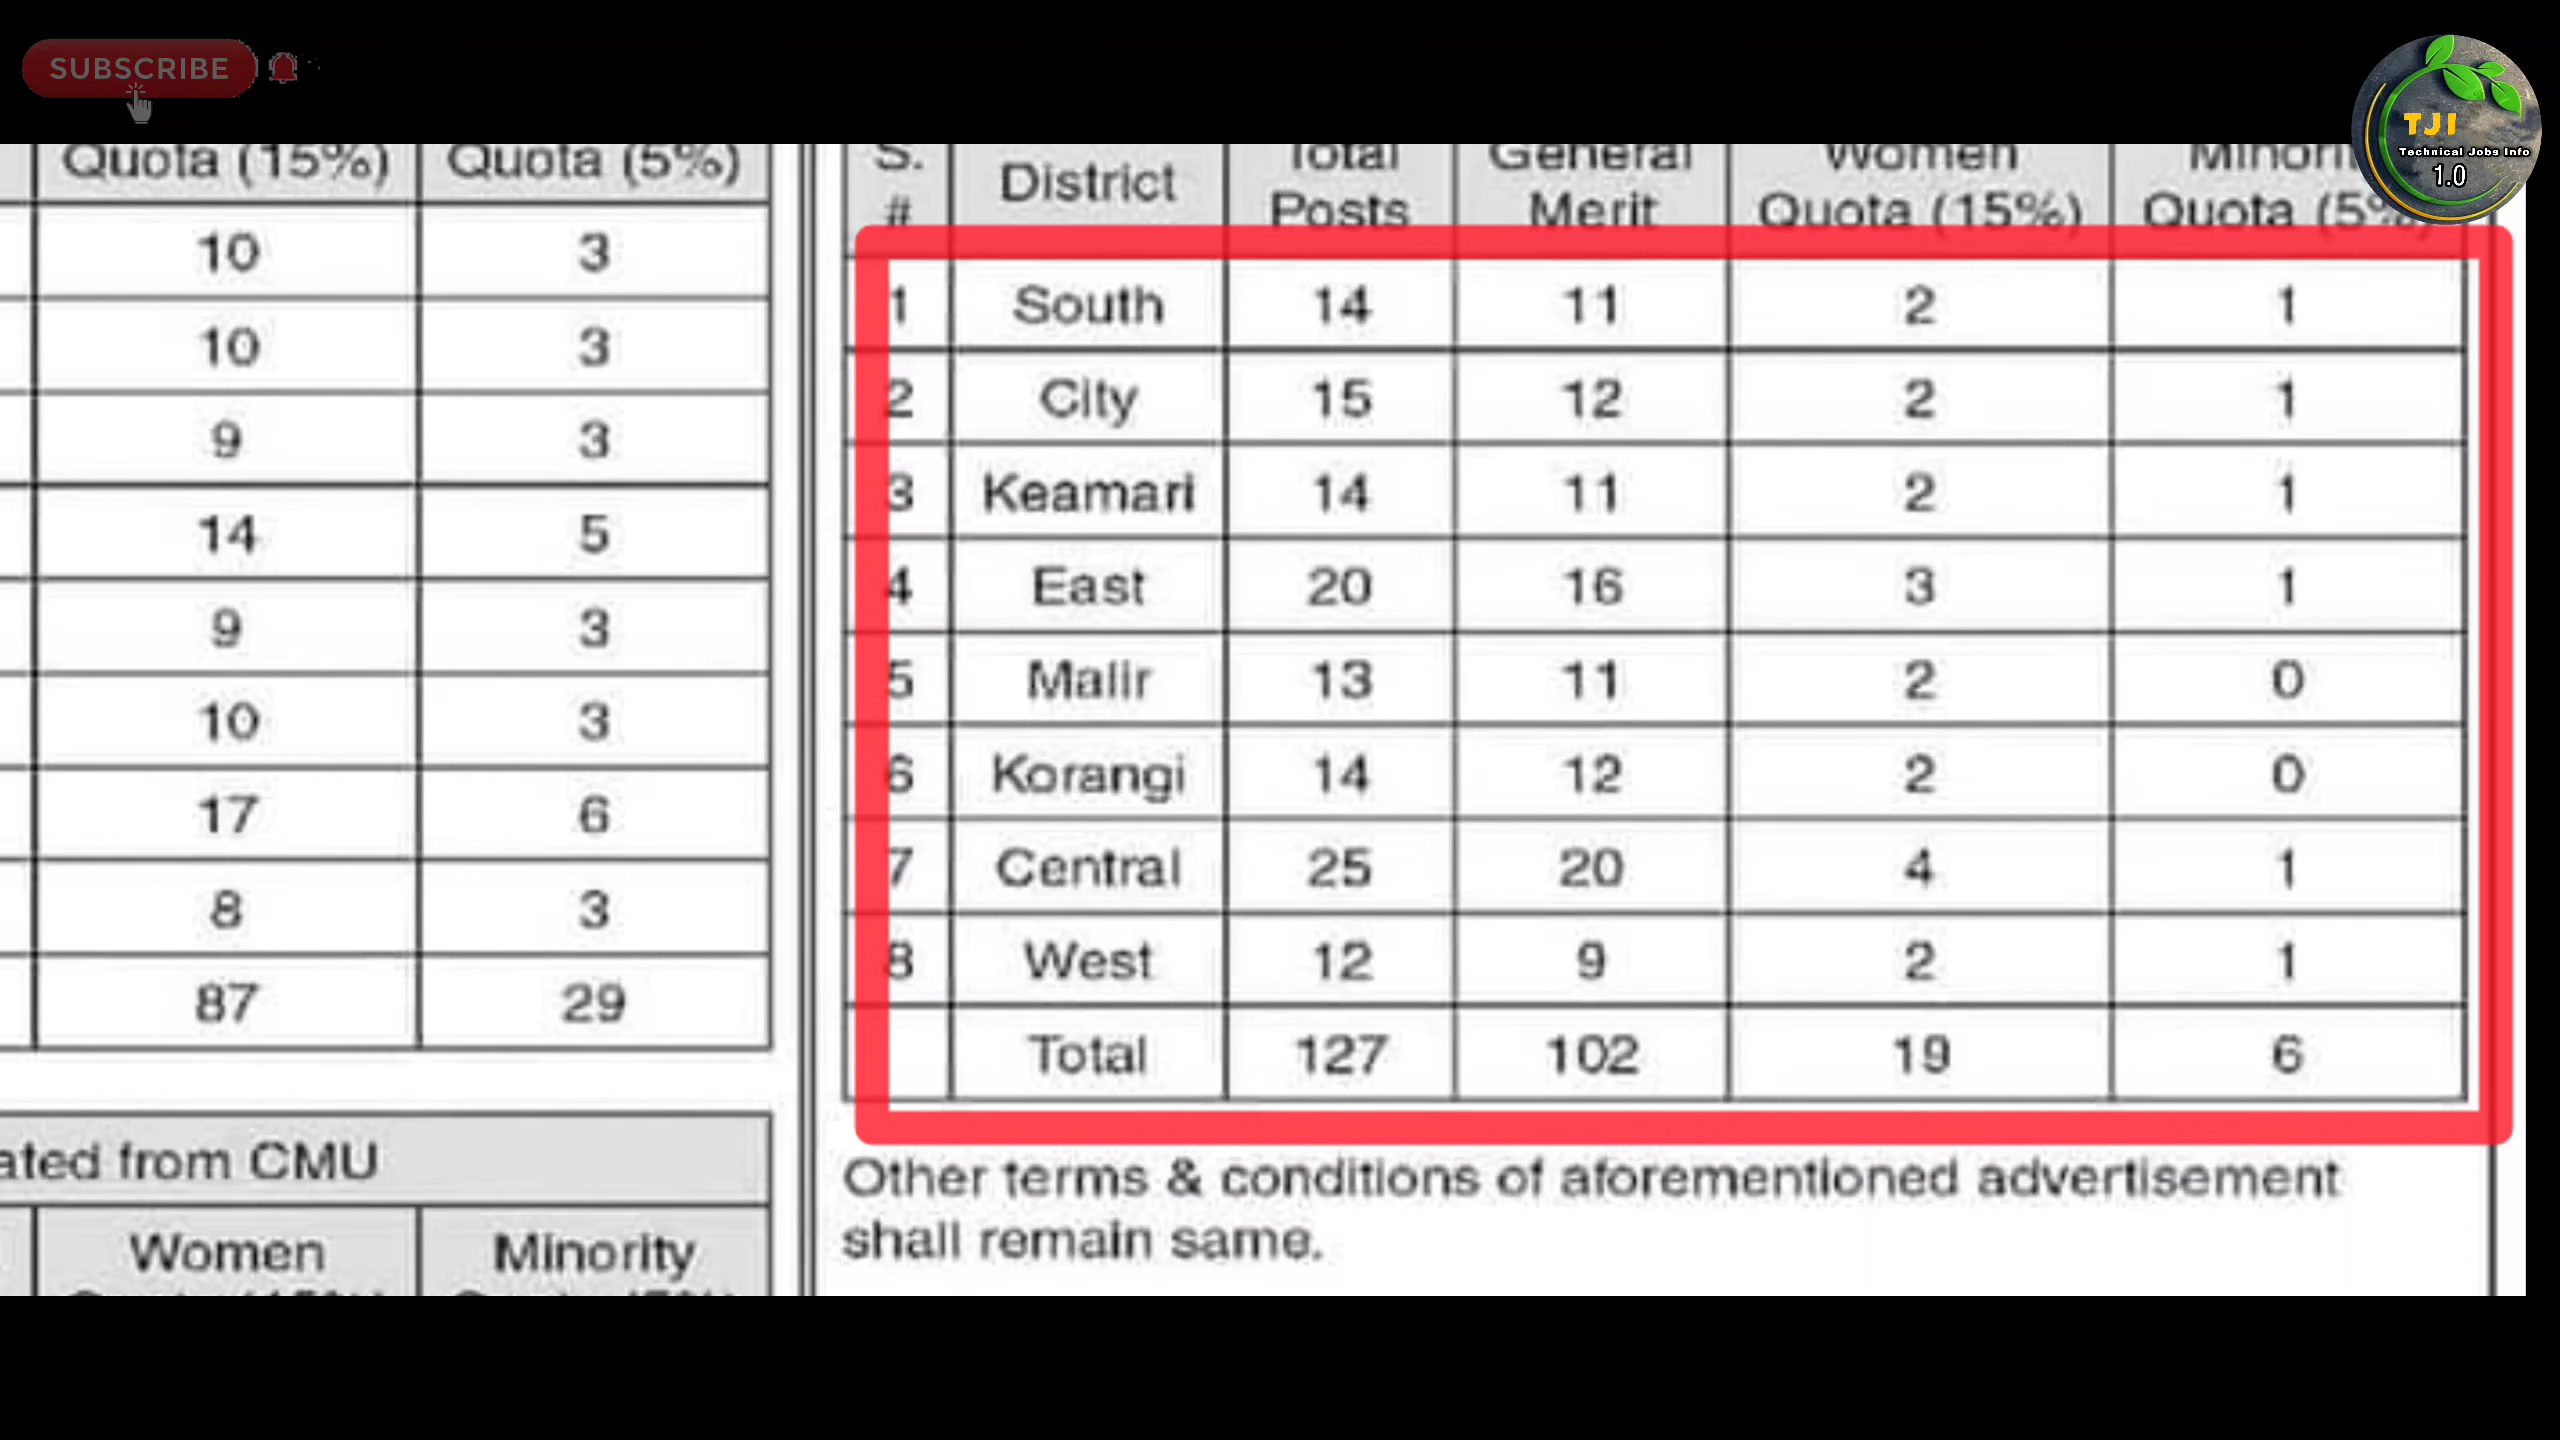 SUBSCRIBE
TJI
Technical Jobs Info
1.0
Quota (15%) Quota (5%)
10 3
10 3
9 3
14 5
9 3
10 3
17 6
8 3
87 29
ated from CMU
Women Minority
S. # District Total Posts General Merit Women Quota (15%) Minori Quota (5%
1 South 14 11 2 1
2 City 15 12 2 1
3 Keamari 14 11 2 1
4 East 20 16 3 1
5 Malir 13 11 2 0
6 Korangi 14 12 2 0
7 Central 25 20 4 1
8 West 12 9 2 1
Total 127 102 19 6
Other terms & conditions of aforementioned advertisement
shall remain same.